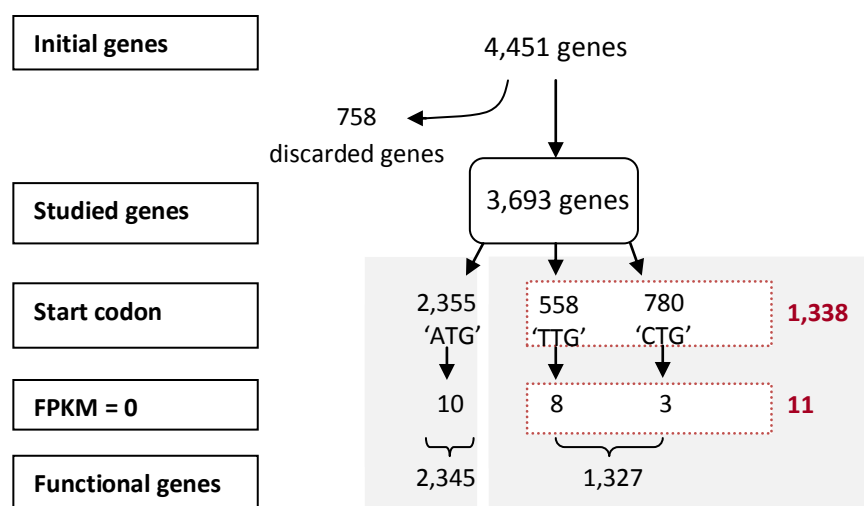 Initial genes
4,451 genes
758
discarded genes
Studied genes
3,693 genes
Start codon
2,355 558 780 1,338
‘ATG’ ‘TTG’ ‘CTG’
FPKM = 0
10 8 3 11
Functional genes
2,345 1,327